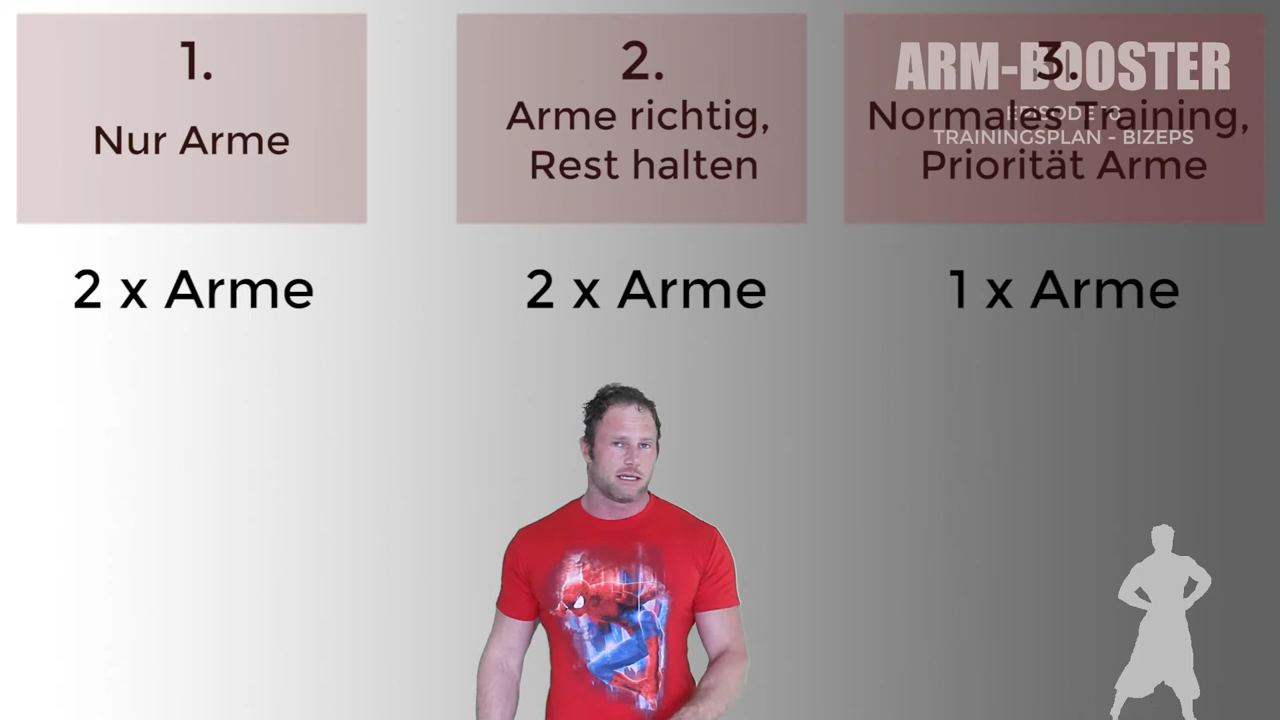 1.
Nur Arme
2 x Arme
2.
Arme richtig,
Rest halten
2 x Arme
3.
Normales Training,
Priorität Arme
1 x Arme
ARM-BOOSTER
TRAININGSPLAN - BIZEPS